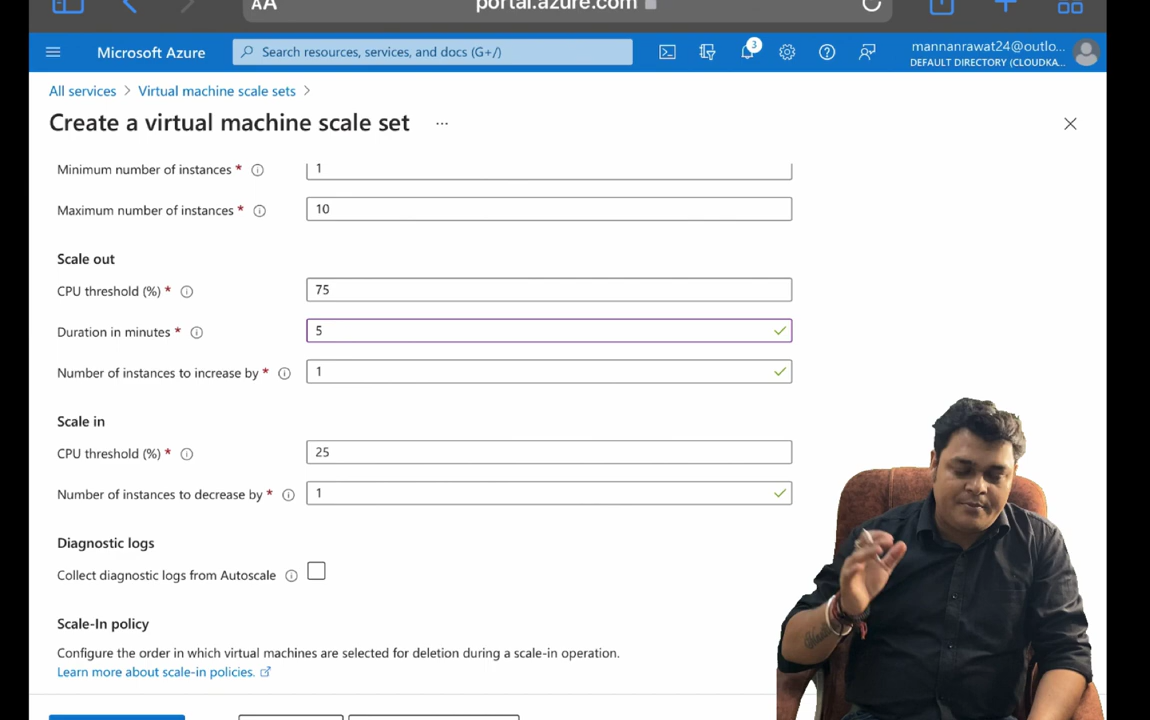 AA
portal.azure.com
Microsoft Azure
Search resources, services, and docs (G+/)
3
mannanrawat24@outlo...
DEFAULT DIRECTORY (CLOUDKA...
All services > Virtual machine scale sets >
Create a virtual machine scale set ...
Minimum number of instances * 1
Maximum number of instances * 10
Scale out
CPU threshold (%) * 75
Duration in minutes * 5
Number of instances to increase by * 1
Scale in
CPU threshold (%) * 25
Number of instances to decrease by * 1
Diagnostic logs
Collect diagnostic logs from Autoscale
Scale-In policy
Configure the order in which virtual machines are selected for deletion during a scale-in operation.
Learn more about scale-in policies.